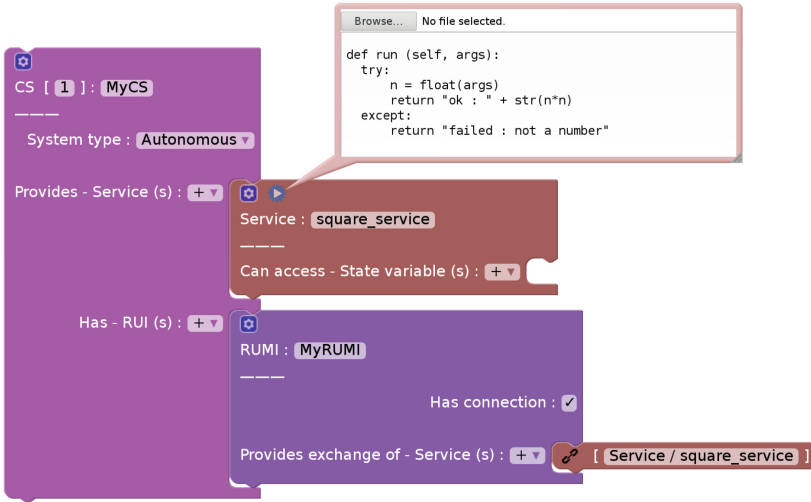 Browse... No file selected.
def run (self, args):
try:
n = float(args)
return "ok : " + str(n*n)
except:
return "failed : not a number"
CS [ 1 ] : MyCS
———
System type : Autonomous ▾
Provides - Service (s) : + ▾
Service : square_service
———
Can access - State variable (s) : + ▾
Has - RUI (s) : + ▾
RUMI : MyRUMI
———
Has connection : ✓
Provides exchange of - Service (s) : + ▾ [ Service / square_service ]